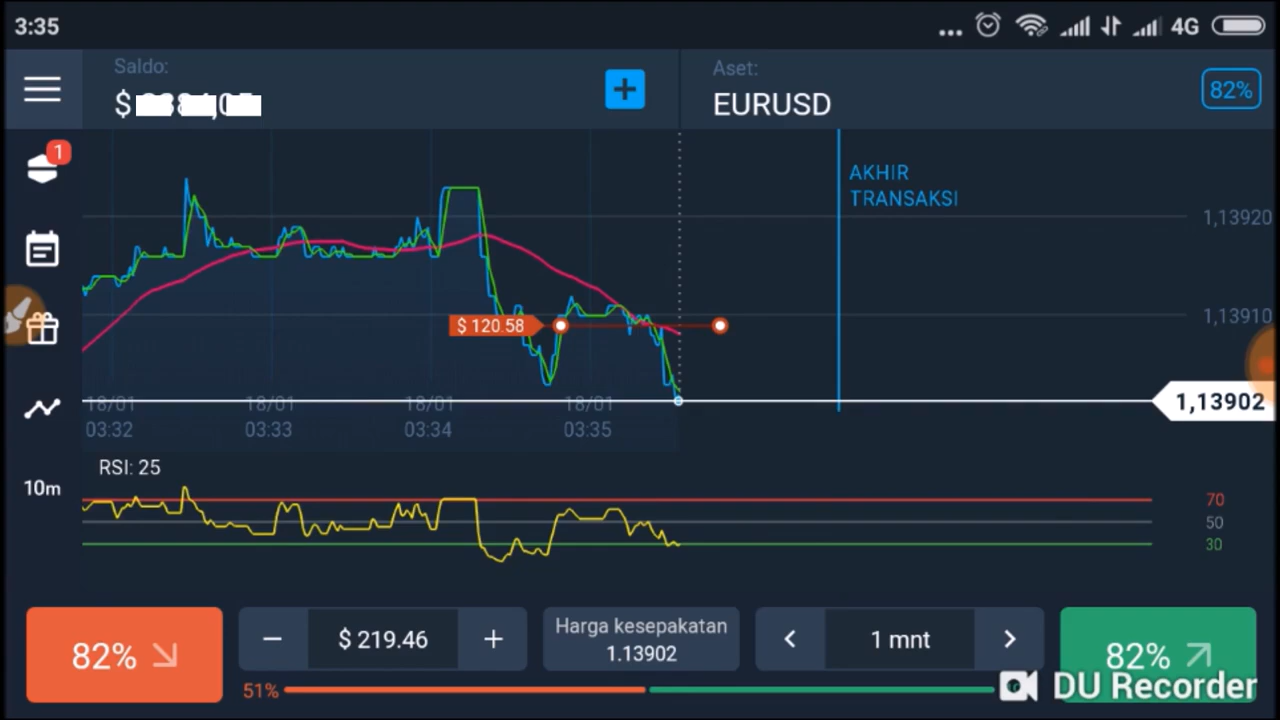 3:35
4G
Saldo:
$
Aset:
EURUSD
82%
1
AKHIR
TRANSAKSI
1,13920
1,13910
$ 120.58
1,13902
18/01 18/01 18/01 18/01
03:32 03:33 03:34 03:35
RSI: 25
10m
70
50
30
82%
$ 219.46
Harga kesepakatan
1.13902
1 mnt
82%
51%
DU Recorder